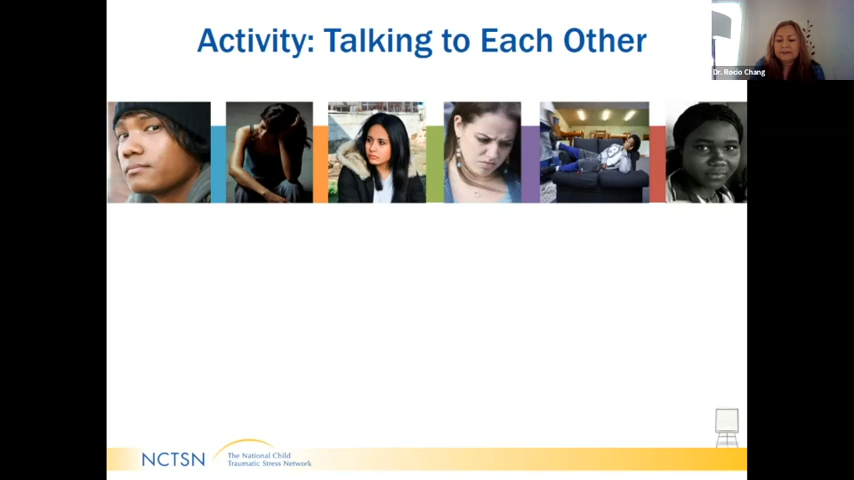 Activity: Talking to Each Other
Dr. Rocio Chang
NCTSN
The National Child
Traumatic Stress Network